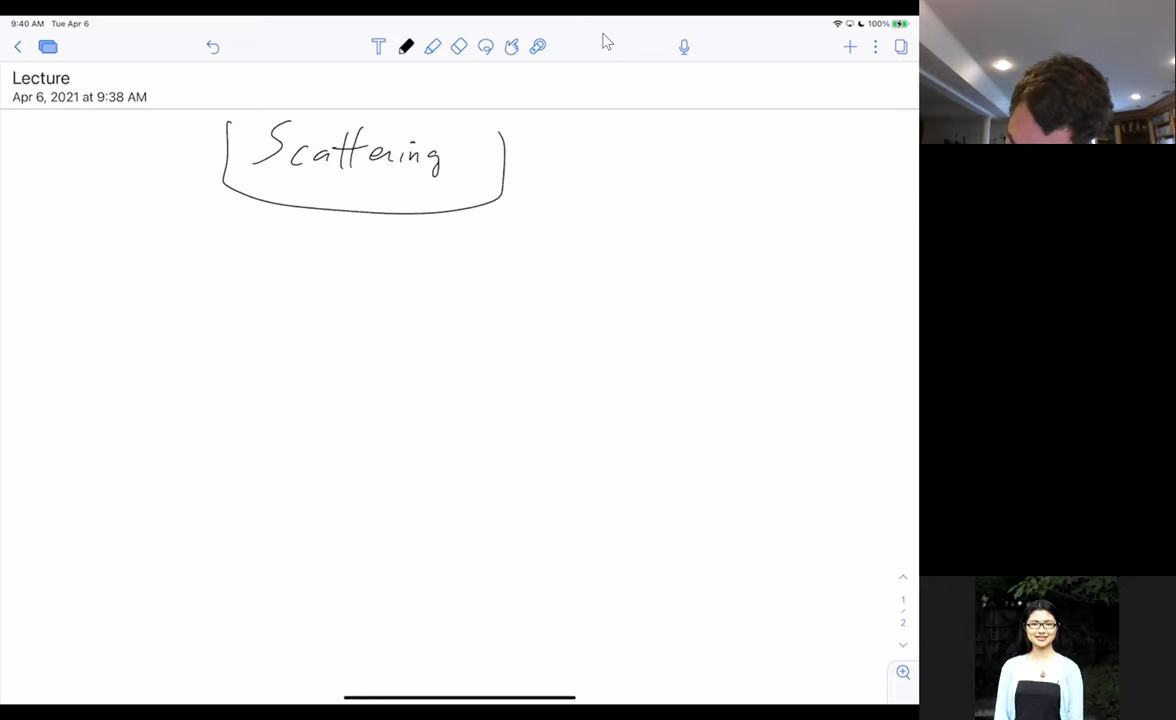 9:40 AM Tue Apr 6
100%
T
Lecture
Apr 6, 2021 at 9:38 AM
Scattering
1
/
2